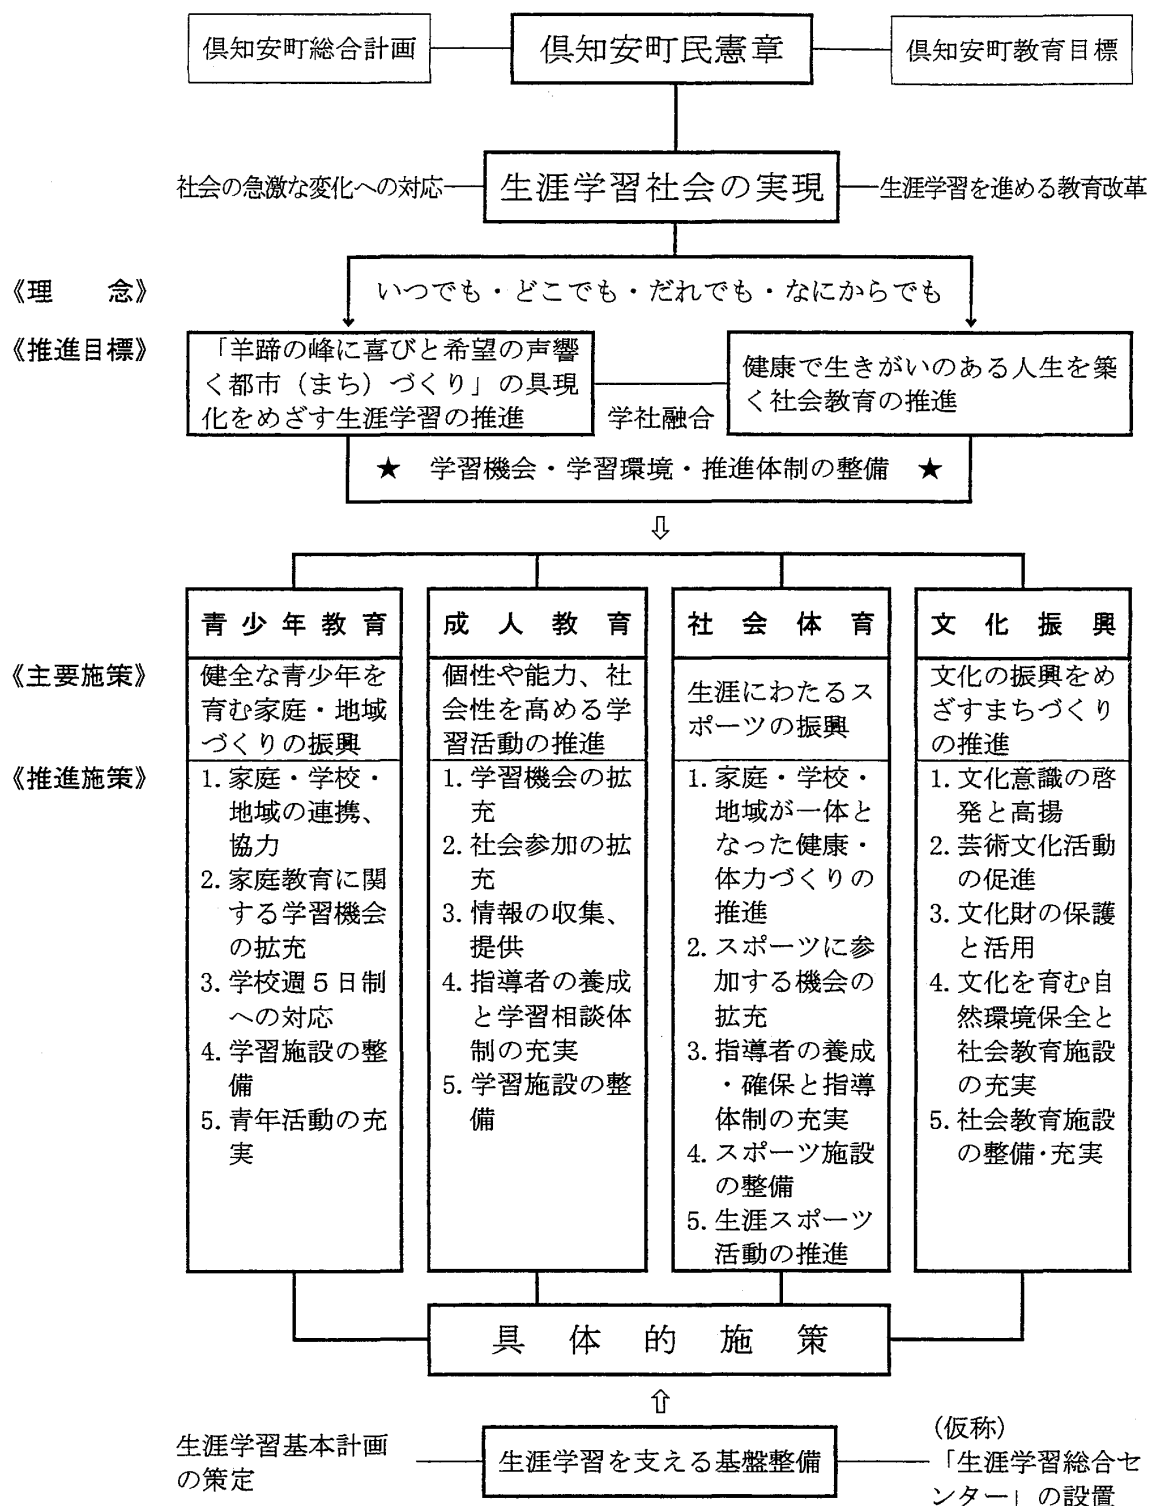 倶知安町総合計画
倶知安町民憲章
倶知安町教育目標
社会の急激な変化への対応
生涯学習社会の実現
生涯学習を進める教育改革
《理　　念》
いつでも・どこでも・だれでも・なにからでも
《推進目標》
「羊蹄の峰に喜びと希望の声響
く都市（まち）づくり」の具現
化をめざす生涯学習の推進
学社融合
健康で生きがいのある人生を築
く社会教育の推進
★　学習機会・学習環境・推進体制の整備　★
⇩
青少年教育
成人教育
社会体育
文化振興
《主要施策》
健全な青少年を
育む家庭・地域
づくりの振興
個性や能力、社
会性を高める学
習活動の推進
生涯にわたるス
ポーツの振興
文化の振興をめ
ざすまちづくり
の推進
《推進施策》
1. 家庭・学校・
地域の連携、
協力
2. 家庭教育に関
する学習機会
の拡充
3. 学校週５日制
への対応
4. 学習施設の整
備
5. 青年活動の充
実
1. 学習機会の拡
充
2. 社会参加の拡
充
3. 情報の収集、
提供
4. 指導者の養成
と学習相談体
制の充実
5. 学習施設の整
備
1. 家庭・学校・
地域が一体と
なった健康・
体力づくりの
推進
2. スポーツに参
加する機会の
拡充
3. 指導者の養成
・確保と指導
体制の充実
4. スポーツ施設
の整備
5. 生涯スポーツ
活動の推進
1. 文化意識の啓
発と高揚
2. 芸術文化活動
の促進
3. 文化財の保護
と活用
4. 文化を育む自
然環境保全と
社会教育施設
の充実
5. 社会教育施設
の整備・充実
具体的施策
⇧
生涯学習基本計画
の策定
生涯学習を支える基盤整備
（仮称）
「生涯学習総合セ
ンター」の設置